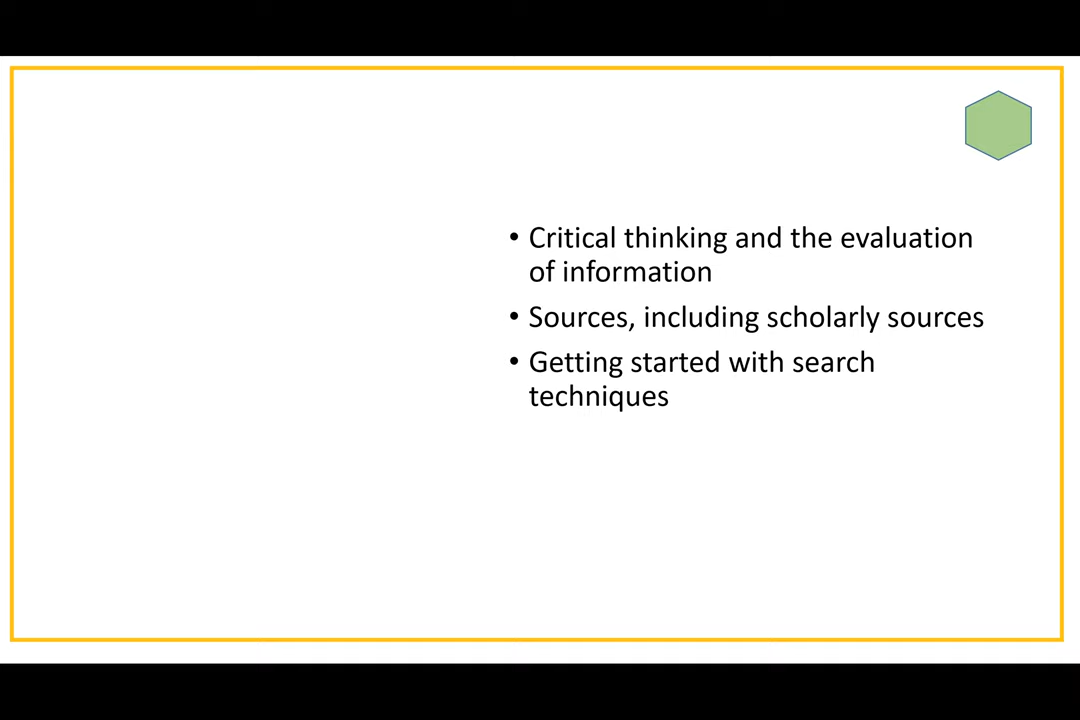 • Critical thinking and the evaluation
of information
• Sources, including scholarly sources
• Getting started with search
techniques